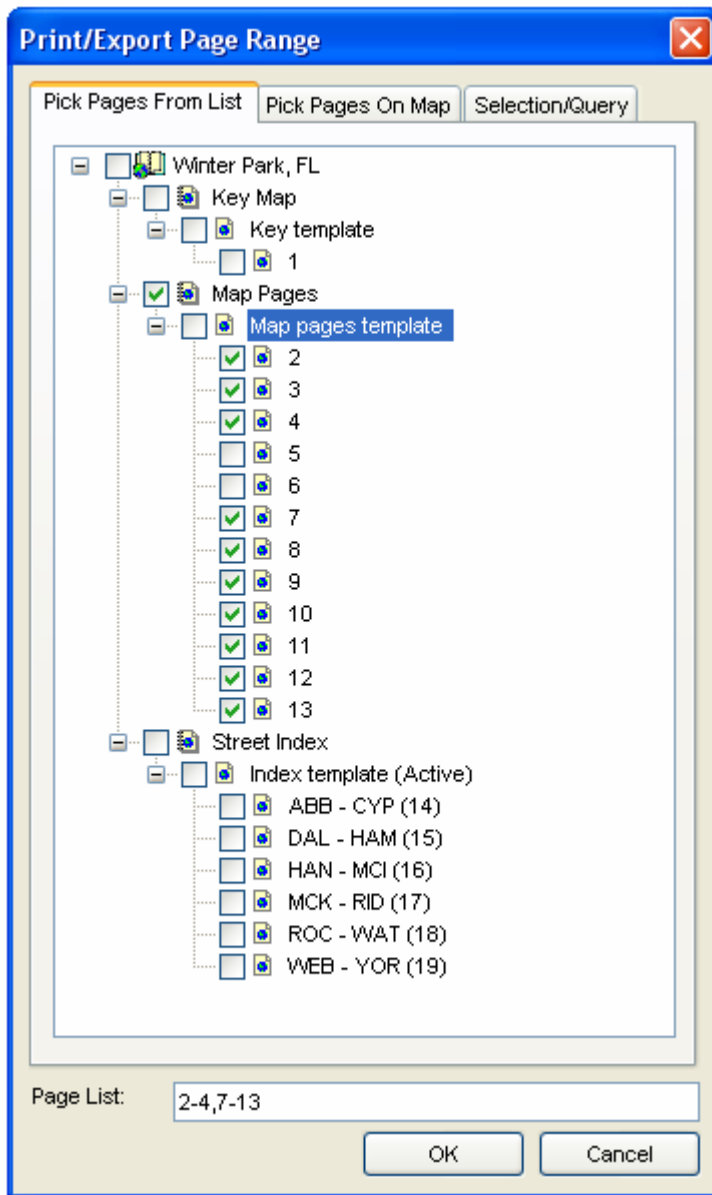 Print/Export Page Range
Pick Pages From List Pick Pages On Map Selection/Query
Winter Park, FL
Key Map
Key template
1
Map Pages
Map pages template
2
3
4
5
6
7
8
9
10
11
12
13
Street Index
Index template (Active)
ABB - CYP (14)
DAL - HAM (15)
HAN - MCI (16)
MCK - RID (17)
ROC - WAT (18)
WEB - YOR (19)
Page List: 2-4,7-13
OK Cancel